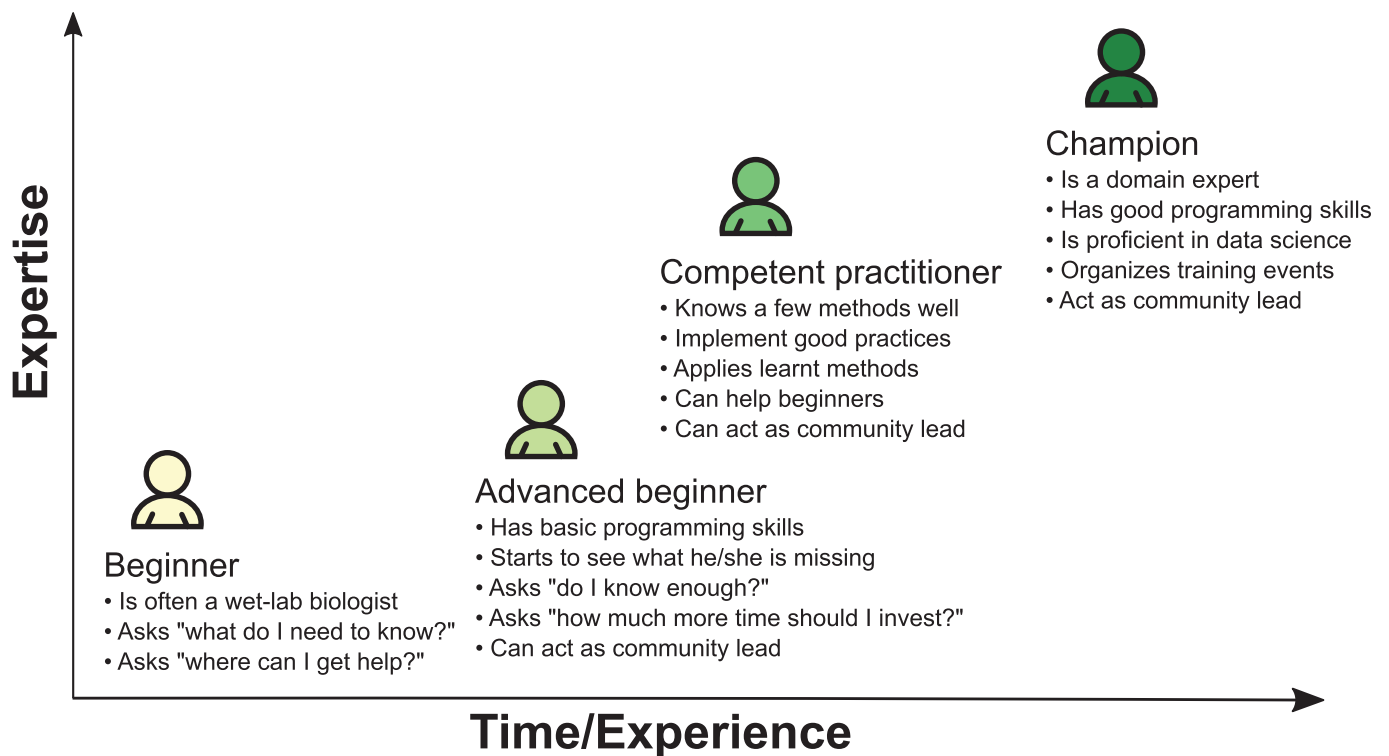 Expertise
Champion
• Is a domain expert
• Has good programming skills
• Is proficient in data science
• Organizes training events
• Act as community lead
Competent practitioner
• Knows a few methods well
• Implement good practices
• Applies learnt methods
• Can help beginners
• Can act as community lead
Advanced beginner
• Has basic programming skills
• Starts to see what he/she is missing
• Asks "do I know enough?"
• Asks "how much more time should I invest?"
• Can act as community lead
Beginner
• Is often a wet-lab biologist
• Asks "what do I need to know?"
• Asks "where can I get help?"
Time/Experience